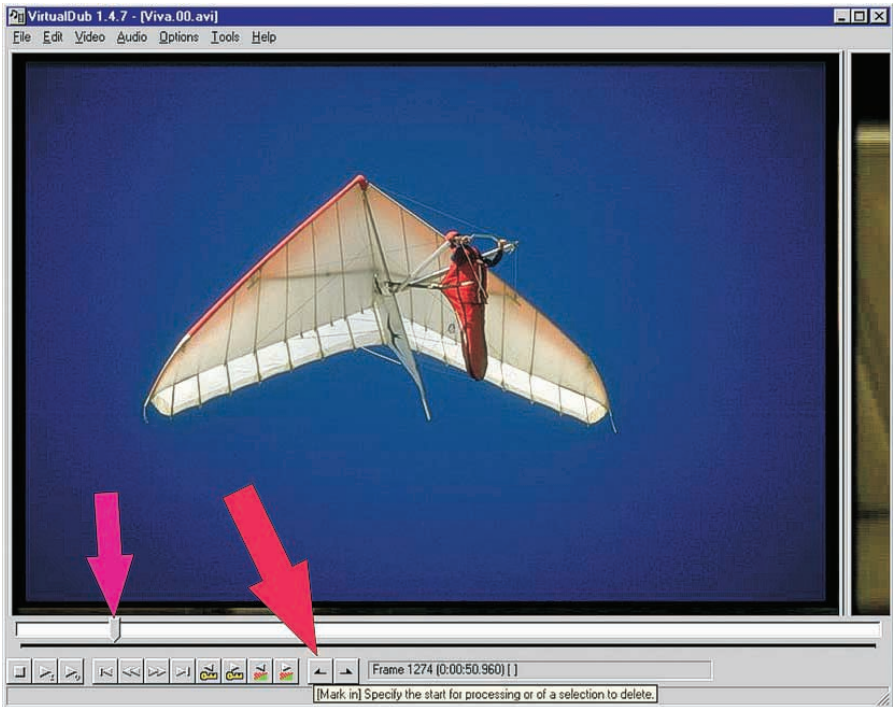 VirtualDub 1.4.7 - [Viva.00.avi]
File Edit Video Audio Options Tools Help
Frame 1274 (0:00:50.960) [ ]
[Mark in] Specify the start for processing or of a selection to delete.